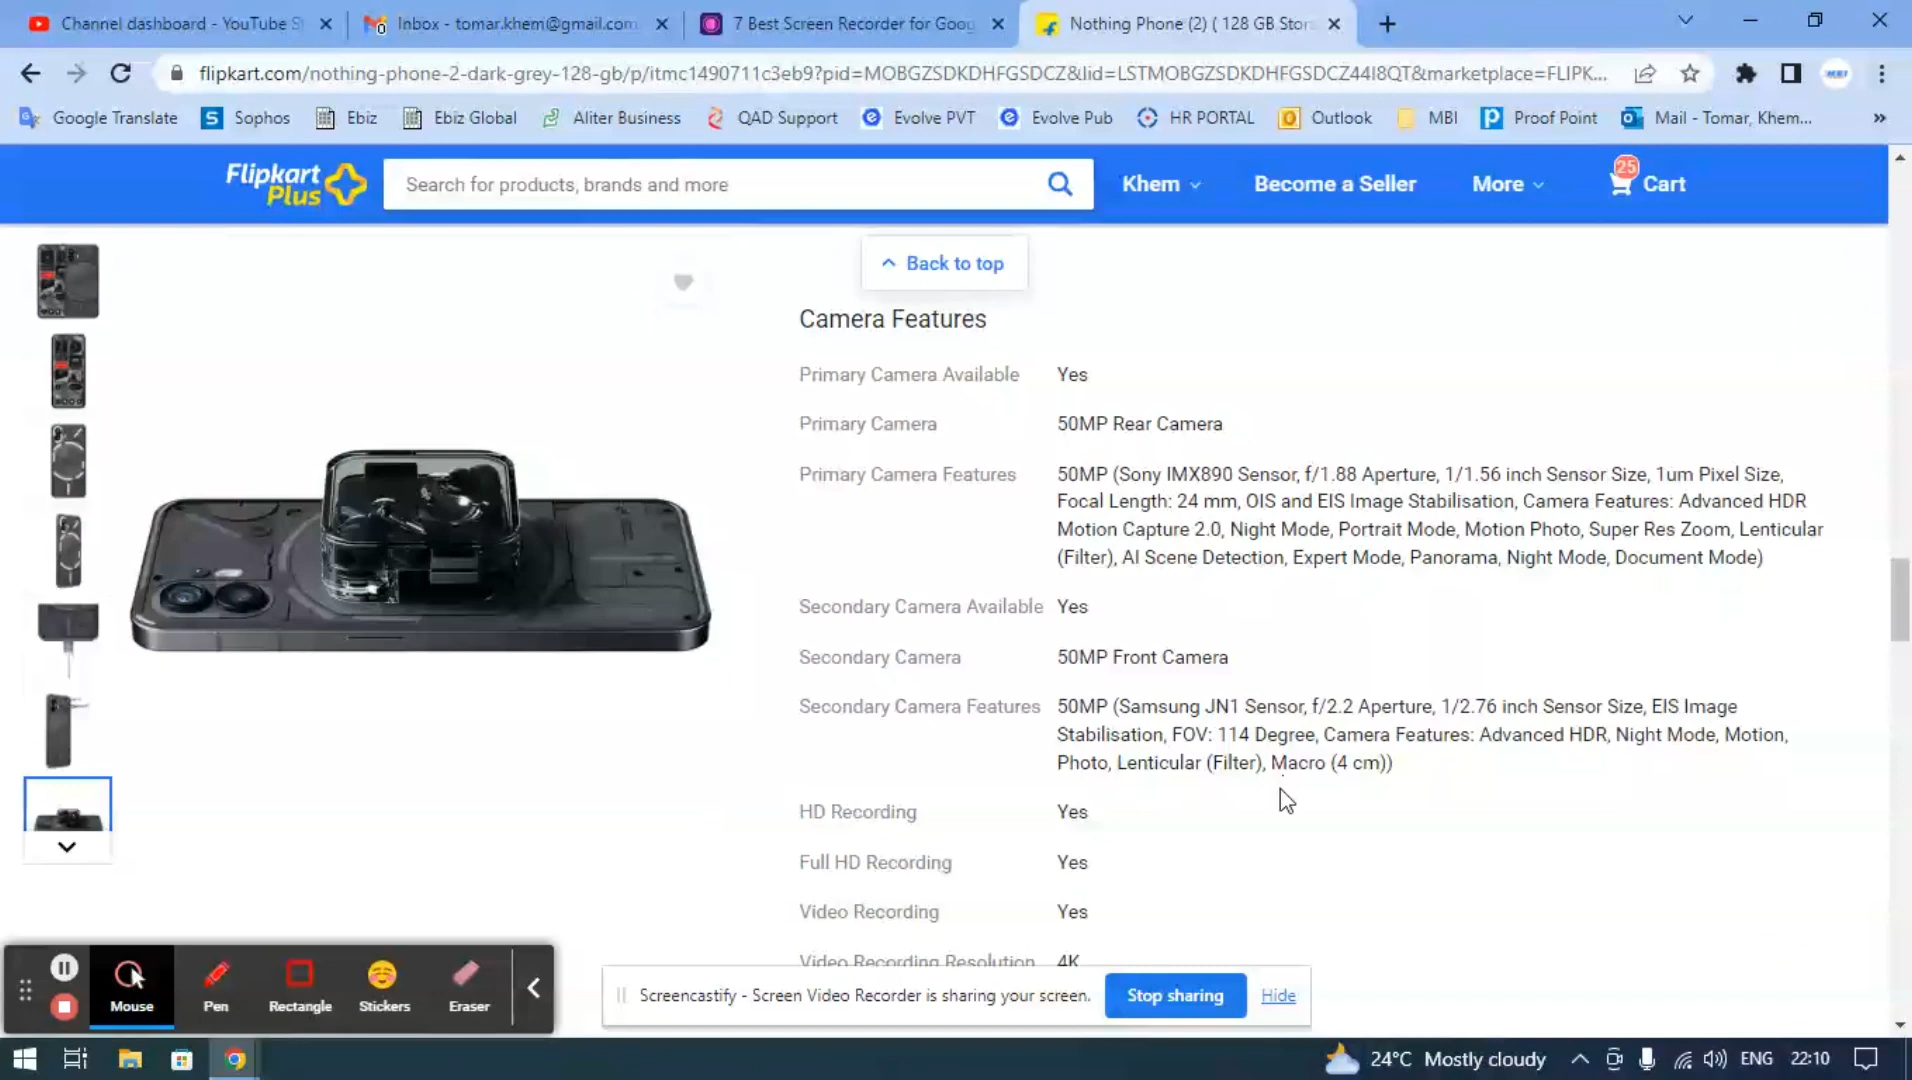 Channel dashboard - YouTube S
Inbox - tomar.khem@gmail.com
7 Best Screen Recorder for Goog
Nothing Phone (2) ( 128 GB Stor
flipkart.com/nothing-phone-2-dark-grey-128-gb/p/itmc1490711c3eb9?pid=MOBGZSDKDHFGSDCZ&lid=LSTMOBGZSDKDHFGSDCZ44I8QT&marketplace=FLIPK...
Google Translate
Sophos
Ebiz
Ebiz Global
Aliter Business
QAD Support
Evolve PVT
Evolve Pub
HR PORTAL
Outlook
MBI
Proof Point
Mail - Tomar, Khem...
»
Flipkart
Plus
Search for products, brands and more
Khem
Become a Seller
More
25
Cart
Back to top
Camera Features
Primary Camera Available Yes
Primary Camera 50MP Rear Camera
Primary Camera Features 50MP (Sony IMX890 Sensor, f/1.88 Aperture, 1/1.56 inch Sensor Size, 1um Pixel Size,
Focal Length: 24 mm, OIS and EIS Image Stabilisation, Camera Features: Advanced HDR
Motion Capture 2.0, Night Mode, Portrait Mode, Motion Photo, Super Res Zoom, Lenticular
(Filter), AI Scene Detection, Expert Mode, Panorama, Night Mode, Document Mode)
Secondary Camera Available Yes
Secondary Camera 50MP Front Camera
Secondary Camera Features 50MP (Samsung JN1 Sensor, f/2.2 Aperture, 1/2.76 inch Sensor Size, EIS Image
Stabilisation, FOV: 114 Degree, Camera Features: Advanced HDR, Night Mode, Motion,
Photo, Lenticular (Filter), Macro (4 cm))
HD Recording Yes
Full HD Recording Yes
Video Recording Yes
Video Recording Resolution 4K
Mouse
Pen
Rectangle
Stickers
Eraser
Screencastify - Screen Video Recorder is sharing your screen.
Stop sharing
Hide
24°C Mostly cloudy
ENG
22:10